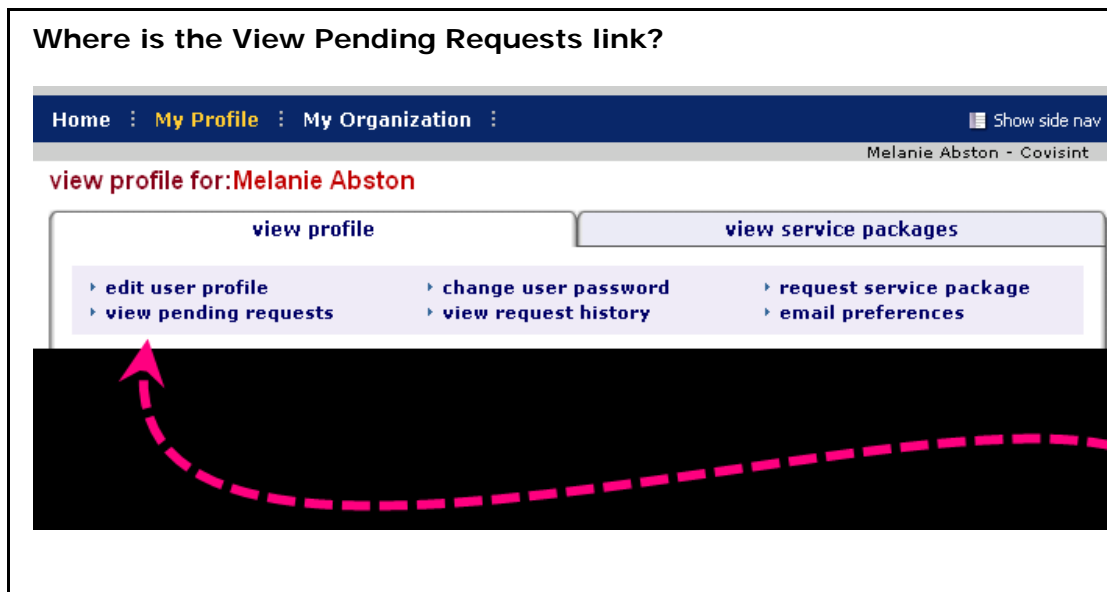 Where is the View Pending Requests link?
Home ⋮ My Profile ⋮ My Organization ⋮ Show side nav
Melanie Abston - Covisint
view profile for:Melanie Abston
view profile view service packages
edit user profile change user password request service package
view pending requests view request history email preferences